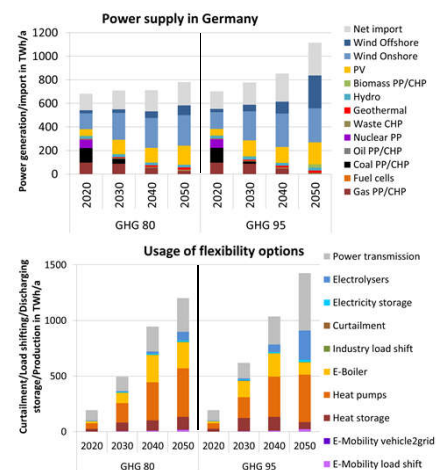 Power supply in Germany
Power generation/import in TWh/a
1200
1000
800
600
400
200
0
2020
2030
2040
2050
2020
2030
2040
2050
GHG 80
GHG 95
Net import
Wind Offshore
Wind Onshore
PV
Biomass PP/CHP
Hydro
Geothermal
Waste CHP
Nuclear PP
Oil PP/CHP
Coal PP/CHP
Fuel cells
Gas PP/CHP
Usage of flexibility options
Curtailment/Load shifting/Discharging
storage/Production in TWh/a
1500
1000
500
0
2020 2030 2040 2050 2020 2030 2040 2050
GHG 80
GHG 95
Power transmission
Electrolysers
Electricity storage
Curtailment
Industry load shift
E-Boiler
Heat pumps
Heat storage
E-Mobility vehicle2grid
E-Mobility load shift